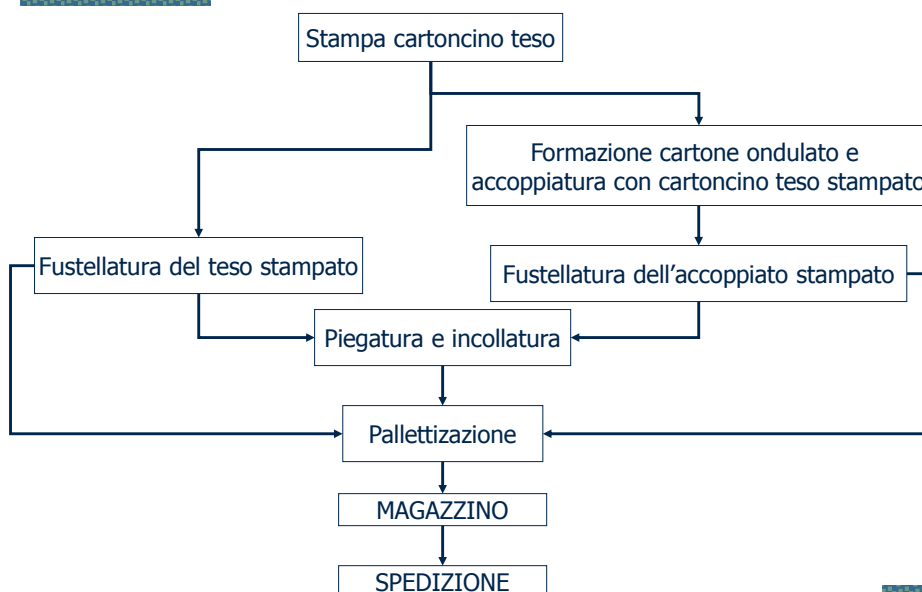 Stampa cartoncino teso
Formazione cartone ondulato e
accoppiatura con cartoncino teso stampato
Fustellatura del teso stampato
Fustellatura dell'accoppiato stampato
Piegatura e incollatura
Pallettizazione
MAGAZZINO
SPEDIZIONE